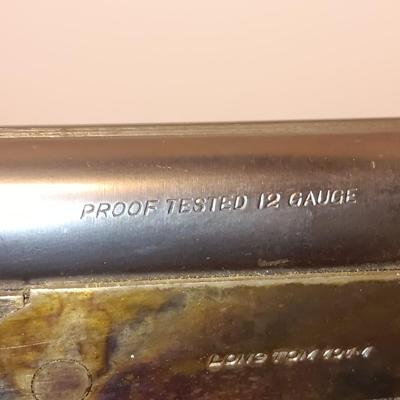 PROOF TESTED 12 GAUGE
LONG TOM